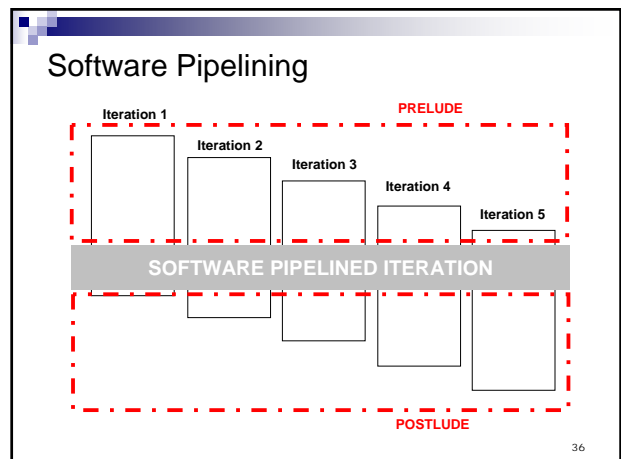 Software Pipelining
PRELUDE
Iteration 1
Iteration 2
Iteration 3
Iteration 4
Iteration 5
SOFTWARE PIPELINED ITERATION
POSTLUDE
36